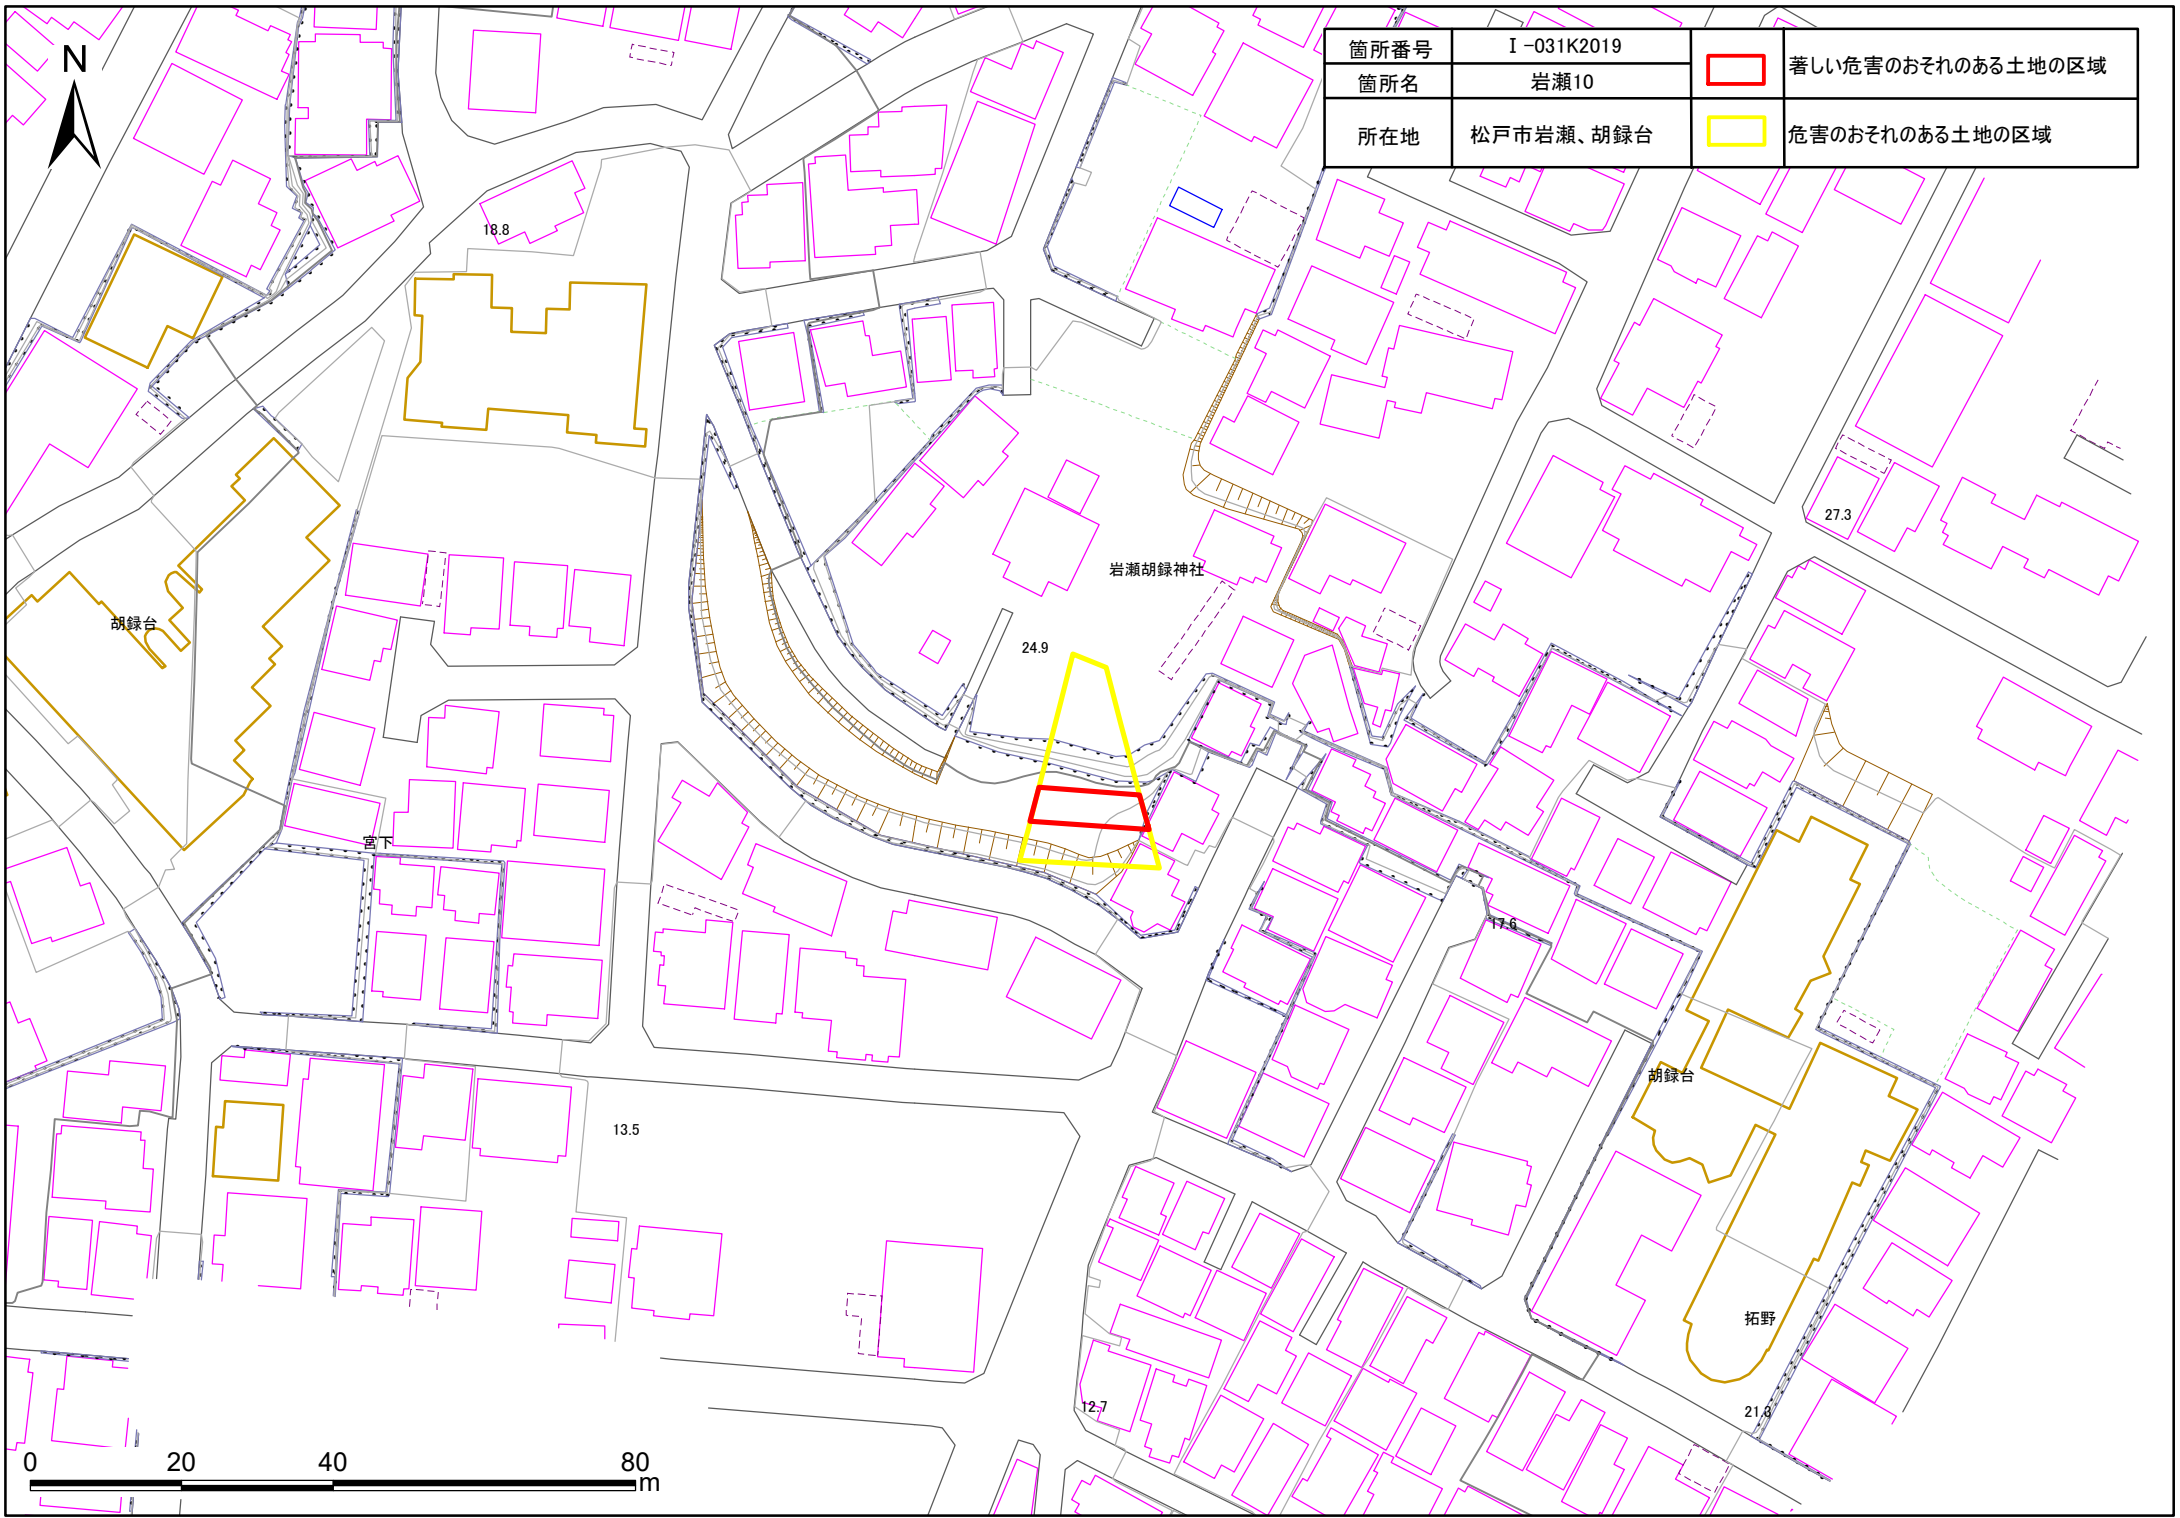 N
箇所番号 Ⅰ-031K2019
著しい危害のおそれのある土地の区域
箇所名 岩瀬10
所在地 松戸市岩瀬、胡録台
危害のおそれのある土地の区域
18.8
27.3
岩瀬胡録神社
胡録台
24.9
宮下
17.6
胡録台
13.5
拓野
12.7
21.3
0 20 40 80
m